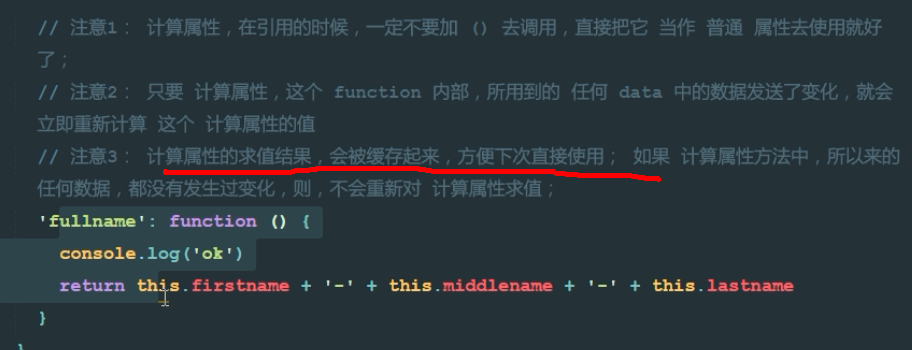 // 注意1： 计算属性，在引用的时候，一定不要加 () 去调用，直接把它 当作 普通 属性去使用就好
了；
// 注意2： 只要 计算属性，这个 function 内部，所用到的 任何 data 中的数据发送了变化，就会
立即重新计算 这个 计算属性的值
// 注意3： 计算属性的求值结果，会被缓存起来，方便下次直接使用； 如果 计算属性方法中，所以来的
任何数据，都没有发生过变化，则，不会重新对 计算属性求值；
'fullname': function () {
console.log('ok')
return this.firstname + '-' + this.middlename + '-' + this.lastname
}
}